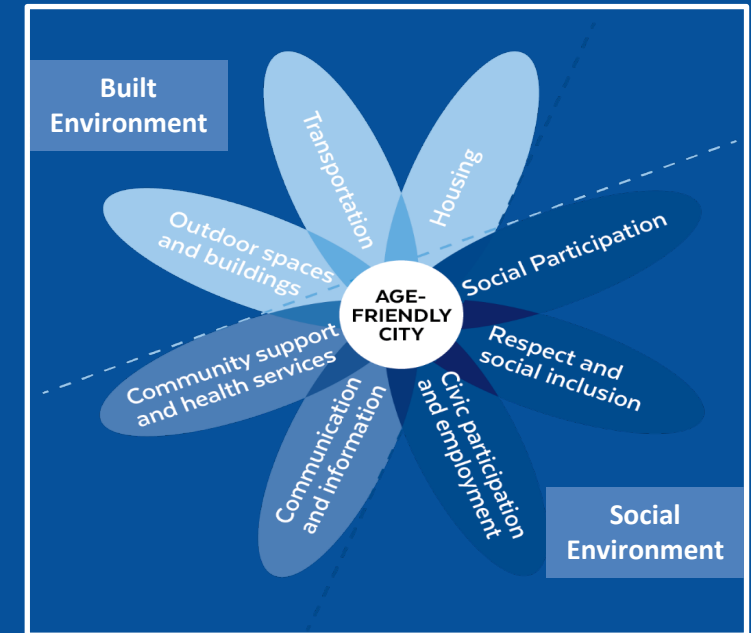 Built
Environment
Transportation
Housing
Outdoor spaces
and buildings
Social Participation
AGE-
FRIENDLY
CITY
Community support
and health services
Respect and
social inclusion
Communication
and information
Civic participation
and employment
Social
Environment